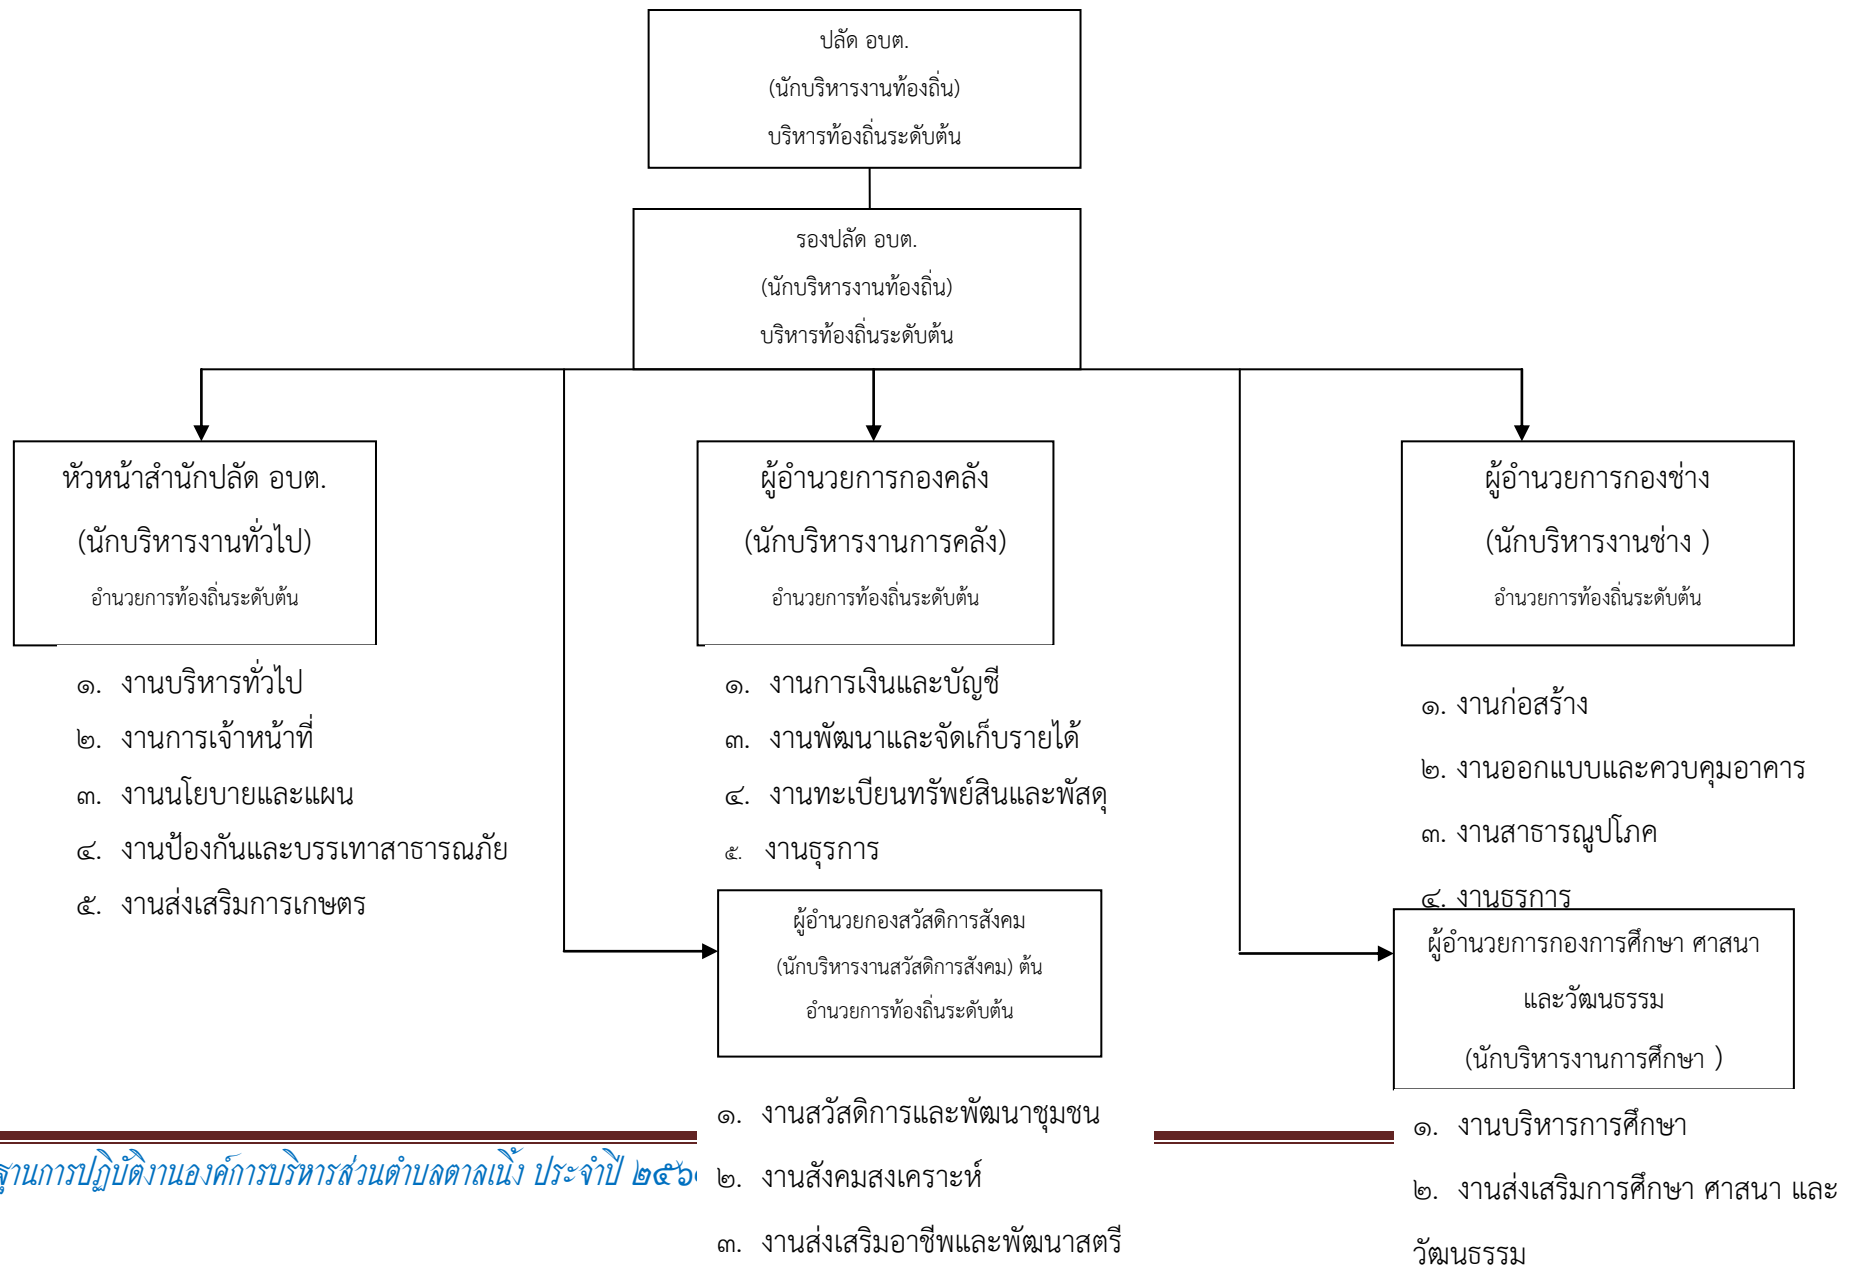 ปลัด อบต.
(นักบริหารงานท้องถิ่น)
บริหารท้องถิ่นระดับต้น
รองปลัด อบต.
(นักบริหารงานท้องถิ่น)
บริหารท้องถิ่นระดับต้น
หัวหน้าสำนักปลัด อบต.
(นักบริหารงานทั่วไป)
อำนวยการท้องถิ่นระดับต้น
๑. งานบริหารทั่วไป
๒. งานการเจ้าหน้าที่
๓. งานนโยบายและแผน
๔. งานป้องกันและบรรเทาสาธารณภัย
๕. งานส่งเสริมการเกษตร
ผู้อำนวยการกองคลัง
(นักบริหารงานการคลัง)
อำนวยการท้องถิ่นระดับต้น
๑. งานการเงินและบัญชี
๓. งานพัฒนาและจัดเก็บรายได้
๔. งานทะเบียนทรัพย์สินและพัสดุ
๕. งานธุรการ
ผู้อำนวยกองสวัสดิการสังคม
(นักบริหารงานสวัสดิการสังคม) ต้น
อำนวยการท้องถิ่นระดับต้น
๑. งานสวัสดิการและพัฒนาชุมชน
๒. งานสังคมสงเคราะห์
๓. งานส่งเสริมอาชีพและพัฒนาสตรี
ผู้อำนวยการกองช่าง
(นักบริหารงานช่าง )
อำนวยการท้องถิ่นระดับต้น
๑. งานก่อสร้าง
๒. งานออกแบบและควบคุมอาคาร
๓. งานสาธารณูปโภค
๔. งานธุรการ
ผู้อำนวยการกองการศึกษา ศาสนา
และวัฒนธรรม
(นักบริหารงานการศึกษา )
๑. งานบริหารการศึกษา
๒. งานส่งเสริมการศึกษา ศาสนา และ
วัฒนธรรม
ฐานการปฏิบัติงานองค์การบริหารส่วนตำบลตาลเนิ้ง ประจำปี